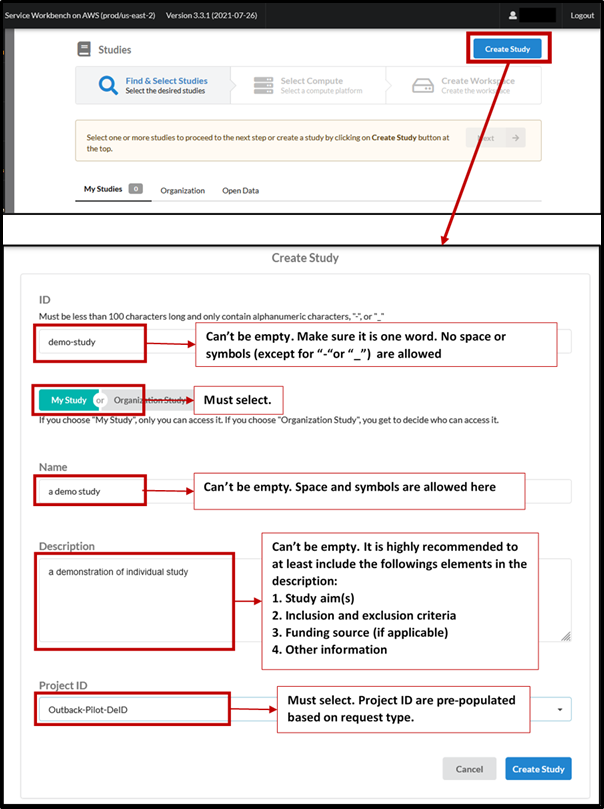 Service Workbench on AWS (prod/us-east-2) Version 3.3.1 (2021-07-26) Logout
Studies
Create Study
Find & Select Studies
Select the desired studies
Select Compute
Select a compute platform
Create Workspace
Create the workspace
Select one or more studies to proceed to the next step or create a study by clicking on Create Study button at
the top.
Next
My Studies 0 Organization Open Data
Create Study
ID
Must be less than 100 characters long and only contain alphanumeric characters, "-", or "_"
demo-study
Can't be empty. Make sure it is one word. No space or
symbols (except for "-"or "_") are allowed
My Study or Organization Study
Must select.
If you choose "My Study", only you can access it. If you choose "Organization Study", you get to decide who can access it.
Name
a demo study
Can't be empty. Space and symbols are allowed here
Description
a demonstration of individual study
Can't be empty. It is highly recommended to
at least include the followings elements in the
description:
1. Study aim(s)
2. Inclusion and exclusion criteria
3. Funding source (if applicable)
4. Other information
Project ID
Outback-Pilot-DeID
Must select. Project ID are pre-populated
based on request type.
Cancel Create Study